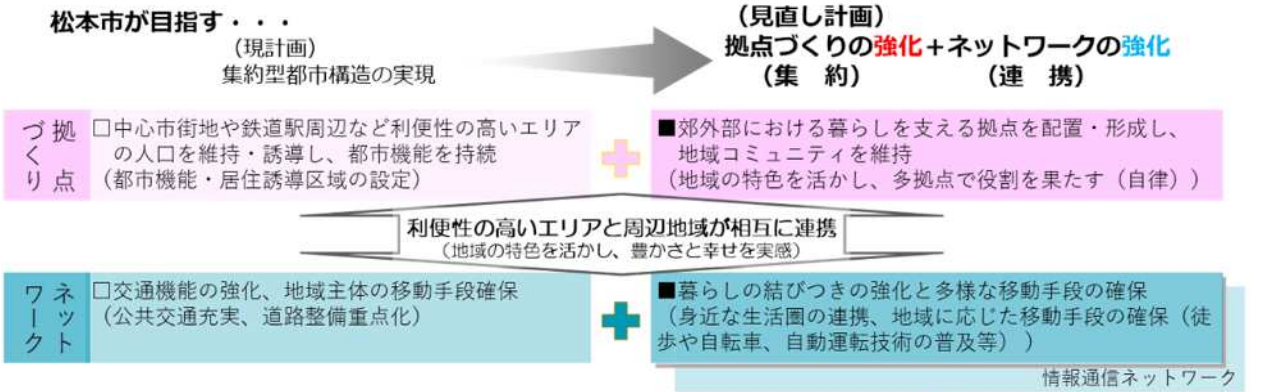 松本市が目指す・・・
(現計画)
集約型都市構造の実現
(見直し計画)
拠点づくりの強化＋ネットワークの強化
(集 約)
(連 携)
拠点づくり
□中心市街地や鉄道駅周辺など利便性の高いエリア
の人口を維持・誘導し、都市機能を持続
(都市機能・居住誘導区域の設定)
■郊外部における暮らしを支える拠点を配置・形成し、
地域コミュニティを維持
(地域の特色を活かし、多拠点で役割を果たす（自律）)
利便性の高いエリアと周辺地域が相互に連携
(地域の特色を活かし、豊かさと幸せを実感)
ネットワーク
□交通機能の強化、地域主体の移動手段確保
(公共交通充実、道路整備重点化)
■暮らしの結びつきの強化と多様な移動手段の確保
(身近な生活圏の連携、地域に応じた移動手段の確保（徒
歩や自転車、自動運転技術の普及等）)
情報通信ネットワーク